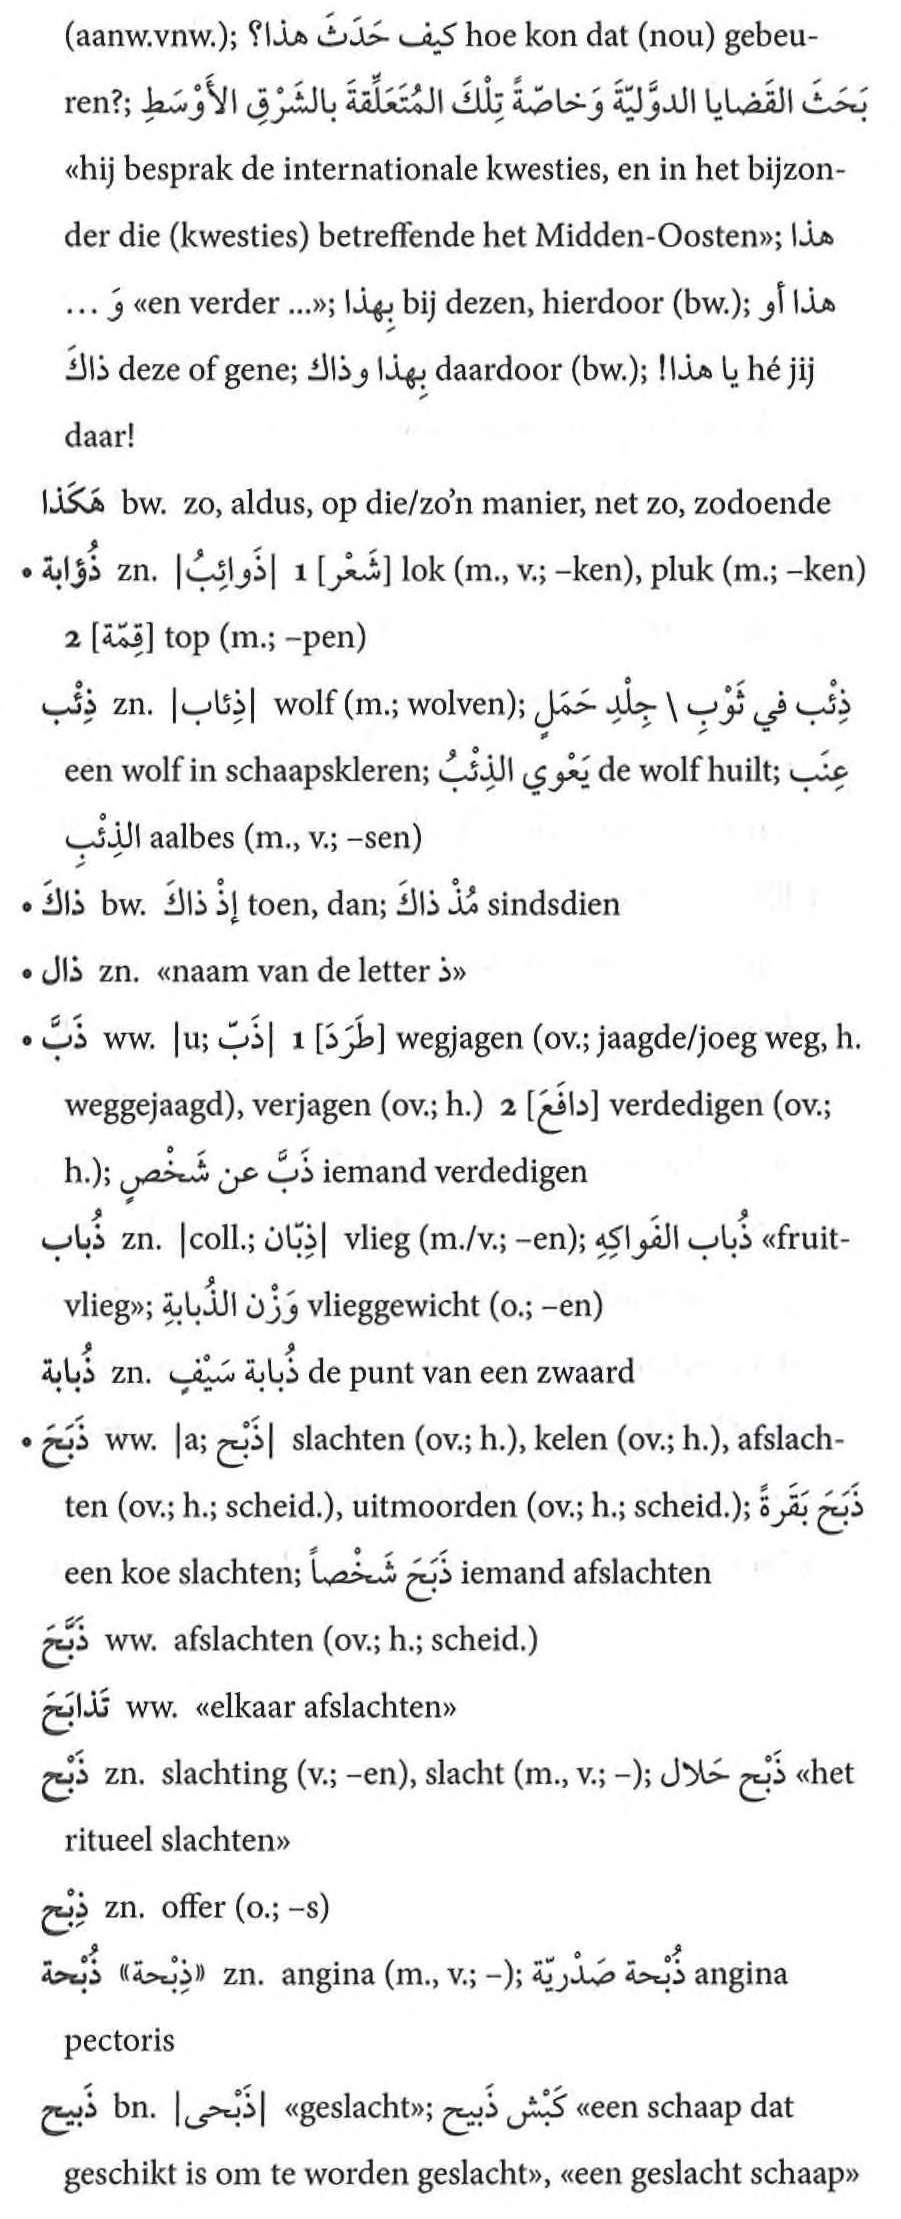 (aanw.vnw.); كيف حَدَثَ هذا؟ hoe kon dat (nou) gebeu-
ren?; بَحَثَ القَضايا الدوَّليّةَ وَخاصّةً تِلْكَ المُتَعَلِّقةَ بالشَرْقِ الأَوْسَطِ
«hij besprak de internationale kwesties, en in het bijzon-
der die (kwesties) betreffende het Midden-Oosten»; هذا
... وَ «en verder ...»; بِهذا bij dezen, hierdoor (bw.); هذا أو
ذاكَ deze of gene; بِهذا وذاك daardoor (bw.); يا هذا! hé jij
daar!
هَكَذا bw. zo, aldus, op die/zo’n manier, net zo, zodoende
• ذُؤابة zn. |ذَوائِبُ| 1 [شَعْر] lok (m., v.; –ken), pluk (m.; –ken)
2 [قِمّة] top (m.; –pen)
ذِئْب zn. |ذِئاب| wolf (m.; wolven); ذِئْب في ثَوْبِ \ جِلْدِ حَمَلٍ
een wolf in schaapskleren; يَعْوي الذِئْبُ de wolf huilt; عِنَب
الذِئْبِ aalbes (m., v.; –sen)
• ذاكَ bw. إذْ ذاكَ toen, dan; مُذْ ذاكَ sindsdien
• ذال zn. «naam van de letter ذ»
• ذَبَّ ww. |u; ذَبّ| 1 [طَرَدَ] wegjagen (ov.; jaagde/joeg weg, h.
weggejaagd), verjagen (ov.; h.) 2 [دافَعَ] verdedigen (ov.;
h.); ذَبَّ عن شَخْصٍ iemand verdedigen
ذُباب zn. |coll.; ذِبّان| vlieg (m./v.; –en); ذُباب الفَواكِهِ «fruit-
vlieg»; وَزْن الذُبابةِ vlieggewicht (o.; –en)
ذُبابة zn. ذُبابة سَيْفٍ de punt van een zwaard
• ذَبَحَ ww. |a; ذَبْح| slachten (ov.; h.), kelen (ov.; h.), afslach-
ten (ov.; h.; scheid.), uitmoorden (ov.; h.; scheid.); ذَبَحَ بَقَرةً
een koe slachten; ذَبَحَ شَخْصاً iemand afslachten
ذَبَّحَ ww. afslachten (ov.; h.; scheid.)
تَذابَحَ ww. «elkaar afslachten»
ذَبْح zn. slachting (v.; –en), slacht (m., v.; –); ذَبْح حَلال «het
ritueel slachten»
ذِبْح zn. offer (o.; –s)
ذُبْحة «ذِبْحة» zn. angina (m., v.; –); ذُبْحة صَدْريّة angina
pectoris
ذَبيح bn. |ذَبْحى| «geslacht»; كَبْش ذَبيح «een schaap dat
geschikt is om te worden geslacht», «een geslacht schaap»